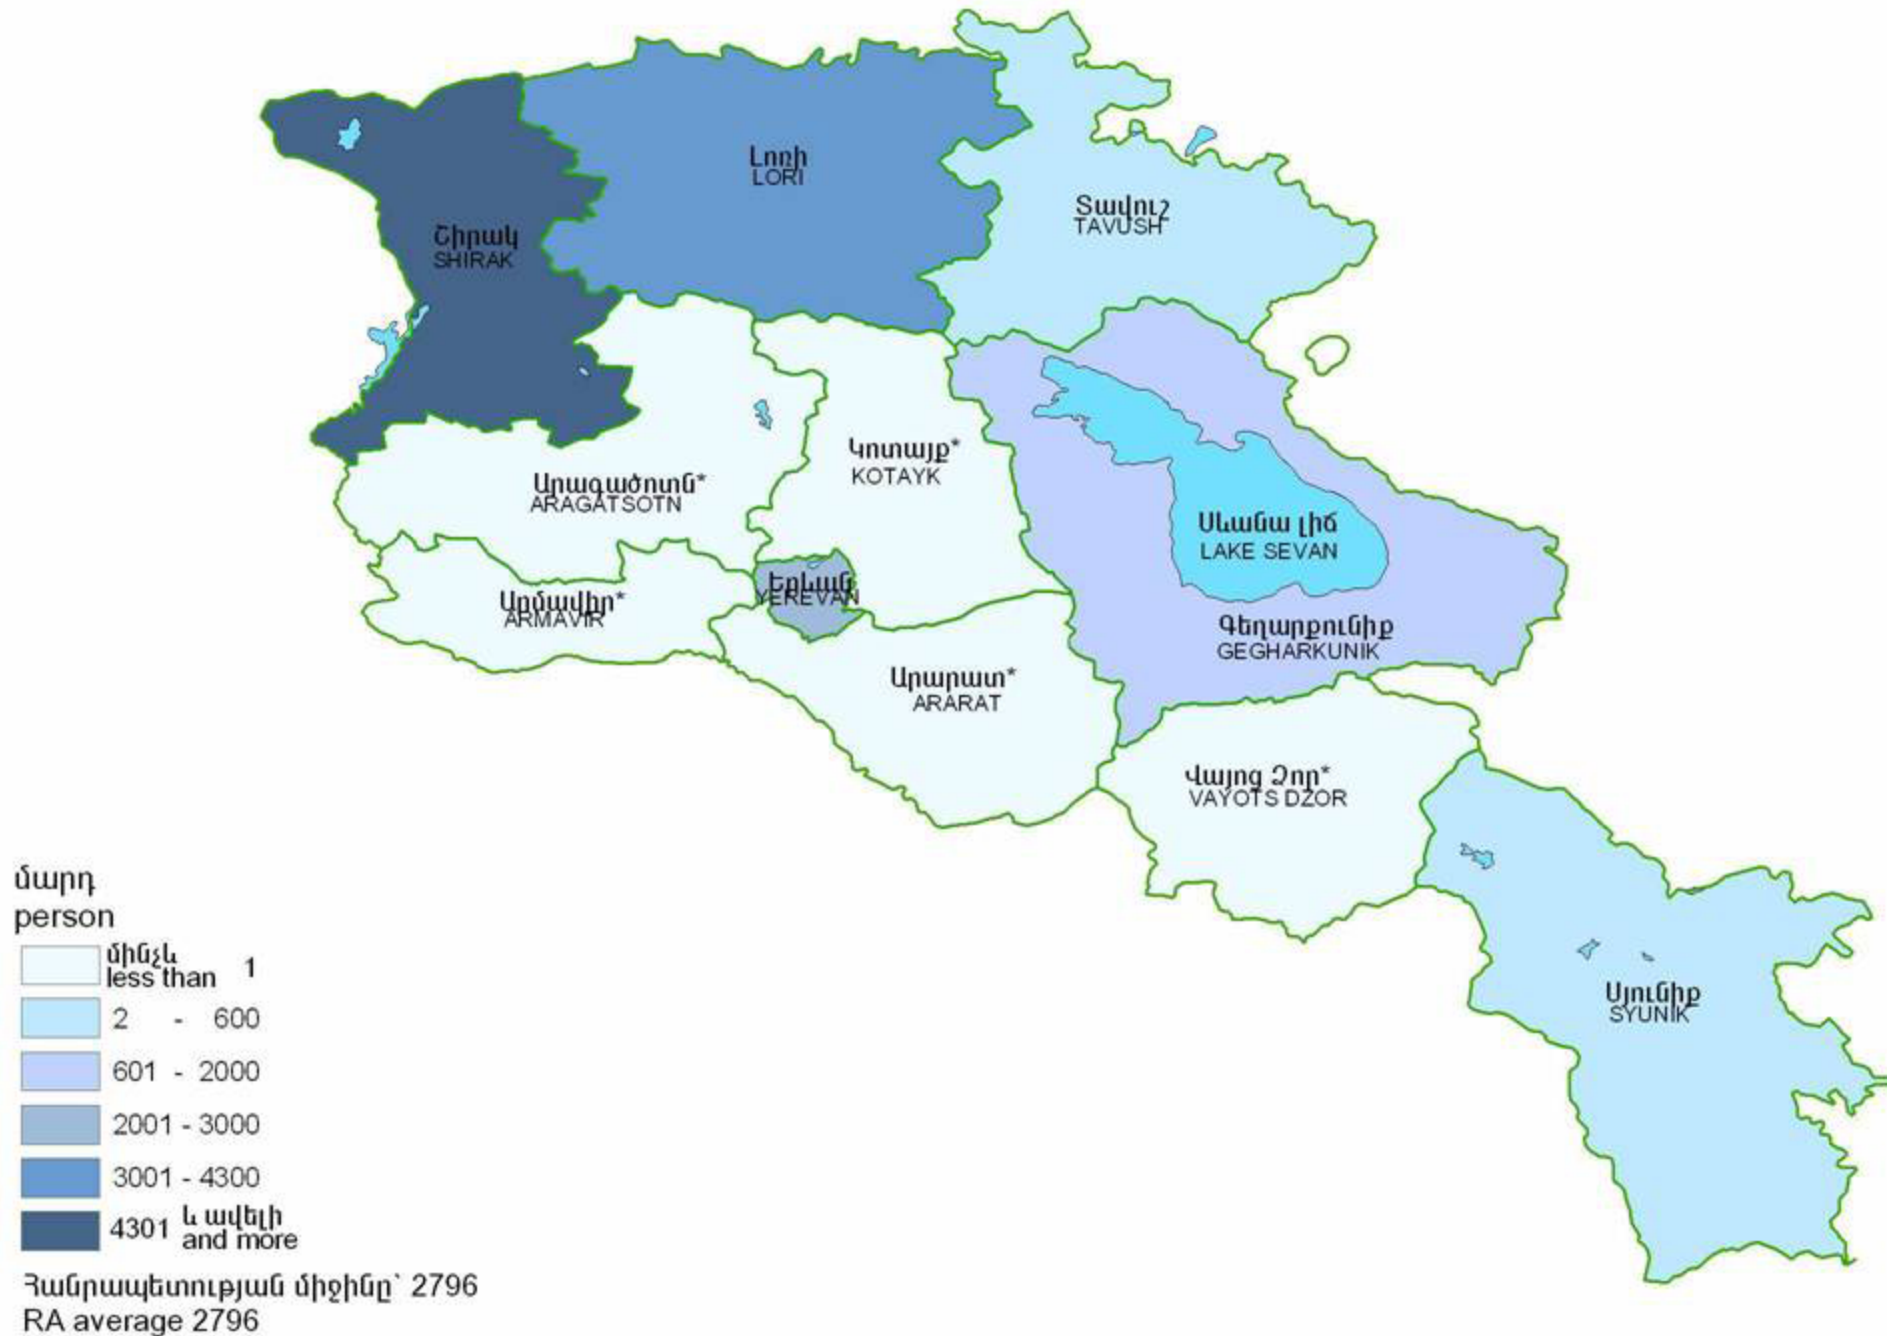 Լոռի
LORI
Տավուշ
TAVUSH
Շիրակ
SHIRAK
Կոտայք*
KOTAYK
Արագածոտն*
ARAGATSOTN
Սևանա լիճ
LAKE SEVAN
Երևան
YEREVAN
Արմավիր*
ARMAVIR
Գեղարքունիք
GEGHARKUNIK
Արարատ*
ARARAT
Վայոց Ձոր*
VAYOTS DZOR
Սյունիք
SYUNIK
մարդ
person
մինչև
less than 1
2 - 600
601 - 2000
2001 - 3000
3001 - 4300
4301 և ավելի
and more
Հանրապետության միջինը՝ 2796
RA average 2796